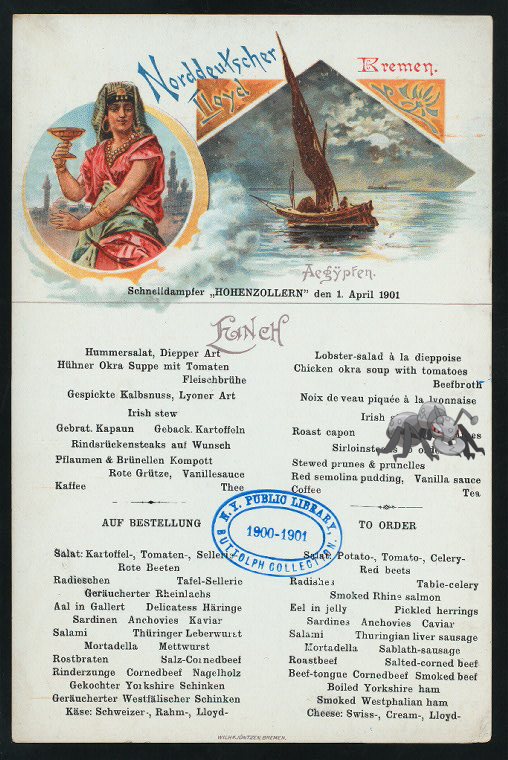 Norddeutscher
Lloyd
Bremen.
Aegÿpten.
Schnelldampfer „HOHENZOLLERN" den 1. April 1901
LUNCH
Hummersalat, Diepper Art
Hühner Okra Suppe mit Tomaten
Fleischbrühe
Gespickte Kalbsnuss, Lyoner Art
Irish stew
Gebrat. Kapaun Geback. Kartoffeln
Rindsrückensteaks auf Wunsch
Pflaumen & Brünellen Kompott
Rote Grütze, Vanillesauce
Kaffee Thee
Lobster-salad à la dieppoise
Chicken okra soup with tomatoes
Beefbroth
Noix de veau piquée à la lyonnaise
Irish
Roast capon
Stewed prunes & prunelles
Red semolina pudding, Vanilla sauce
Coffee Tea
N. Y. PUBLIC LIBRARY,
1900-1901
BUTTOLPH COLLECTION.
AUF BESTELLUNG
Salat: Kartoffel-, Tomaten-, Sellerie-
Rote Beeten
Radieschen Tafel-Sellerie
Geräucherter Rheinlachs
Aal in Gallert Delicatess Häringe
Sardinen Anchovies Kaviar
Salami Thüringer Leberwurst
Mortadella Mettwurst
Rostbraten Salz-Cornedbeef
Rinderzunge Cornedbeef Nagelholz
Gekochter Yorkshire Schinken
Geräucherter Westfälischer Schinken
Käse: Schweizer-, Rahm-, Lloyd-
TO ORDER
Salat: Potato-, Tomato-, Celery-
Red beets
Radishes Table-celery
Smoked Rhine salmon
Eel in jelly Pickled herrings
Sardines Anchovies Caviar
Salami Thuringian liver sausage
Mortadella Sablath-sausage
Roastbeef Salted-corned beef
Beef-tongue Cornedbeef Smoked beef
Boiled Yorkshire ham
Smoked Westphalian ham
Cheese: Swiss-, Cream-, Lloyd-
WILH. JÖNTZEN, BREMEN.